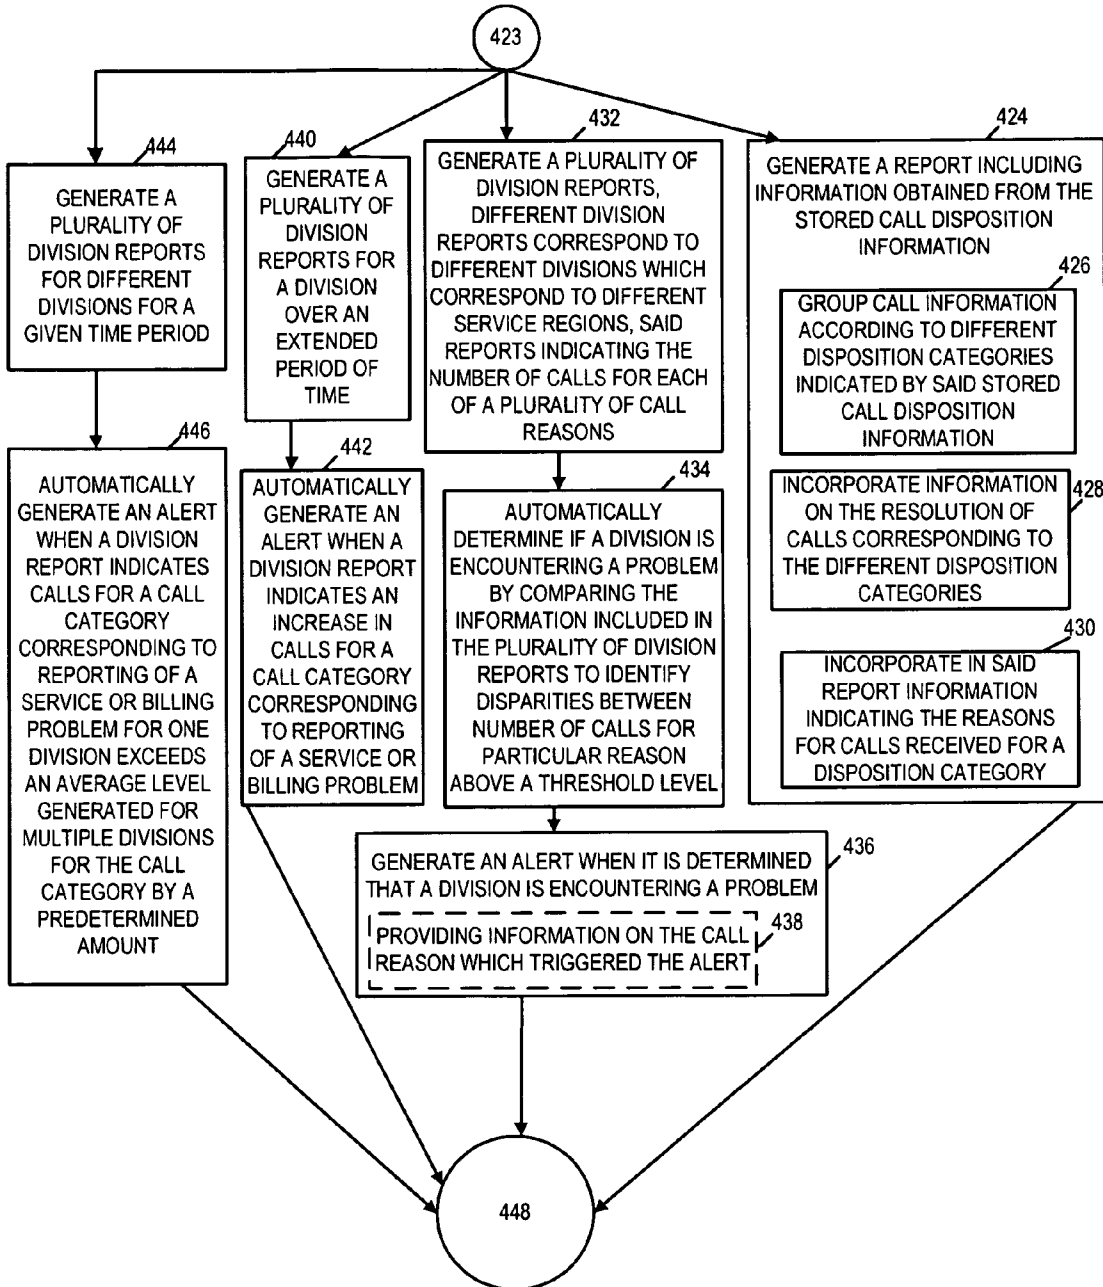 423
444
GENERATE A
PLURALITY OF
DIVISION REPORTS
FOR DIFFERENT
DIVISIONS FOR A
GIVEN TIME PERIOD
446
AUTOMATICALLY
GENERATE AN ALERT
WHEN A DIVISION
REPORT INDICATES
CALLS FOR A CALL
CATEGORY
CORRESPONDING TO
REPORTING OF A
SERVICE OR BILLING
PROBLEM FOR ONE
DIVISION EXCEEDS
AN AVERAGE LEVEL
GENERATED FOR
MULTIPLE DIVISIONS
FOR THE CALL
CATEGORY BY A
PREDETERMINED
AMOUNT
440
GENERATE A
PLURALITY OF
DIVISION
REPORTS FOR
A DIVISION
OVER AN
EXTENDED
PERIOD OF
TIME
442
AUTOMATICALLY
GENERATE AN
ALERT WHEN A
DIVISION REPORT
INDICATES AN
INCREASE IN
CALLS FOR A
CALL CATEGORY
CORRESPONDING
TO REPORTING
OF A SERVICE OR
BILLING PROBLEM
432
GENERATE A PLURALITY OF
DIVISION REPORTS,
DIFFERENT DIVISION
REPORTS CORRESPOND TO
DIFFERENT DIVISIONS WHICH
CORRESPOND TO DIFFERENT
SERVICE REGIONS, SAID
REPORTS INDICATING THE
NUMBER OF CALLS FOR EACH
OF A PLURALITY OF CALL
REASONS
434
AUTOMATICALLY
DETERMINE IF A DIVISION IS
ENCOUNTERING A PROBLEM
BY COMPARING THE
INFORMATION INCLUDED IN
THE PLURALITY OF DIVISION
REPORTS TO IDENTIFY
DISPARITIES BETWEEN
NUMBER OF CALLS FOR
PARTICULAR REASON
ABOVE A THRESHOLD LEVEL
436
GENERATE AN ALERT WHEN IT IS DETERMINED
THAT A DIVISION IS ENCOUNTERING A PROBLEM
438
PROVIDING INFORMATION ON THE CALL
REASON WHICH TRIGGERED THE ALERT
424
GENERATE A REPORT INCLUDING
INFORMATION OBTAINED FROM THE
STORED CALL DISPOSITION
INFORMATION
426
GROUP CALL INFORMATION
ACCORDING TO DIFFERENT
DISPOSITION CATEGORIES
INDICATED BY SAID STORED
CALL DISPOSITION
INFORMATION
428
INCORPORATE INFORMATION
ON THE RESOLUTION OF
CALLS CORRESPONDING TO
THE DIFFERENT DISPOSITION
CATEGORIES
430
INCORPORATE IN SAID
REPORT INFORMATION
INDICATING THE REASONS
FOR CALLS RECEIVED FOR A
DISPOSITION CATEGORY
448